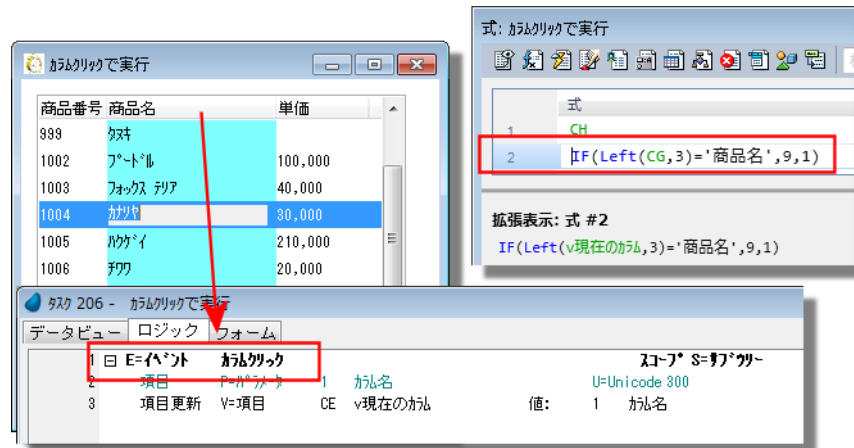 式: ｶﾗﾑｸﾘｯｸで実行
式
1 CH
2 IF(Left(CG,3)='商品名',9,1)
拡張表示: 式 #2
IF(Left(v現在のｶﾗﾑ,3)='商品名',9,1)
ｶﾗﾑｸﾘｯｸで実行
商品番号 商品名 単価
999 ﾀﾇｷ
1002 ﾌﾟｰﾄﾞﾙ 100,000
1003 ﾌｫｯｸｽ ﾃﾘｱ 40,000
1004 ｶﾅﾘﾔ 30,000
1005 ﾊｳｹﾞｲ 210,000
1006 ﾁﾜﾜ 20,000
ﾀｽｸ 206 - ｶﾗﾑｸﾘｯｸで実行
データビュー ロジック フォーム
1 E=ｲﾍﾞﾝﾄ ｶﾗﾑｸﾘｯｸ ｽｺｰﾌﾟ S=ｻﾌﾞﾂﾘｰ
2 項目 P=ﾊﾟﾗﾒｰﾀ 1 ｶﾗﾑ名 U=Unicode 300
3 項目更新 V=項目 CE v現在のｶﾗﾑ 値: 1 ｶﾗﾑ名